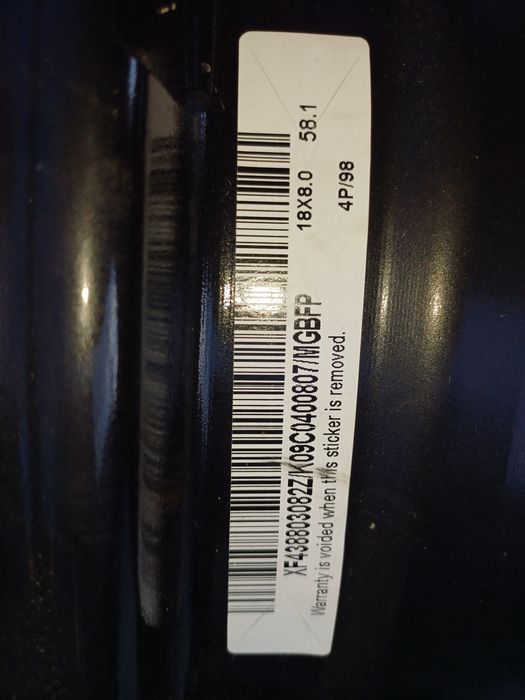 XF438803082Z/K09C0400807/MGBFP
18X8.0 58.1
Warranty is voided when this sticker is removed.
4P/98